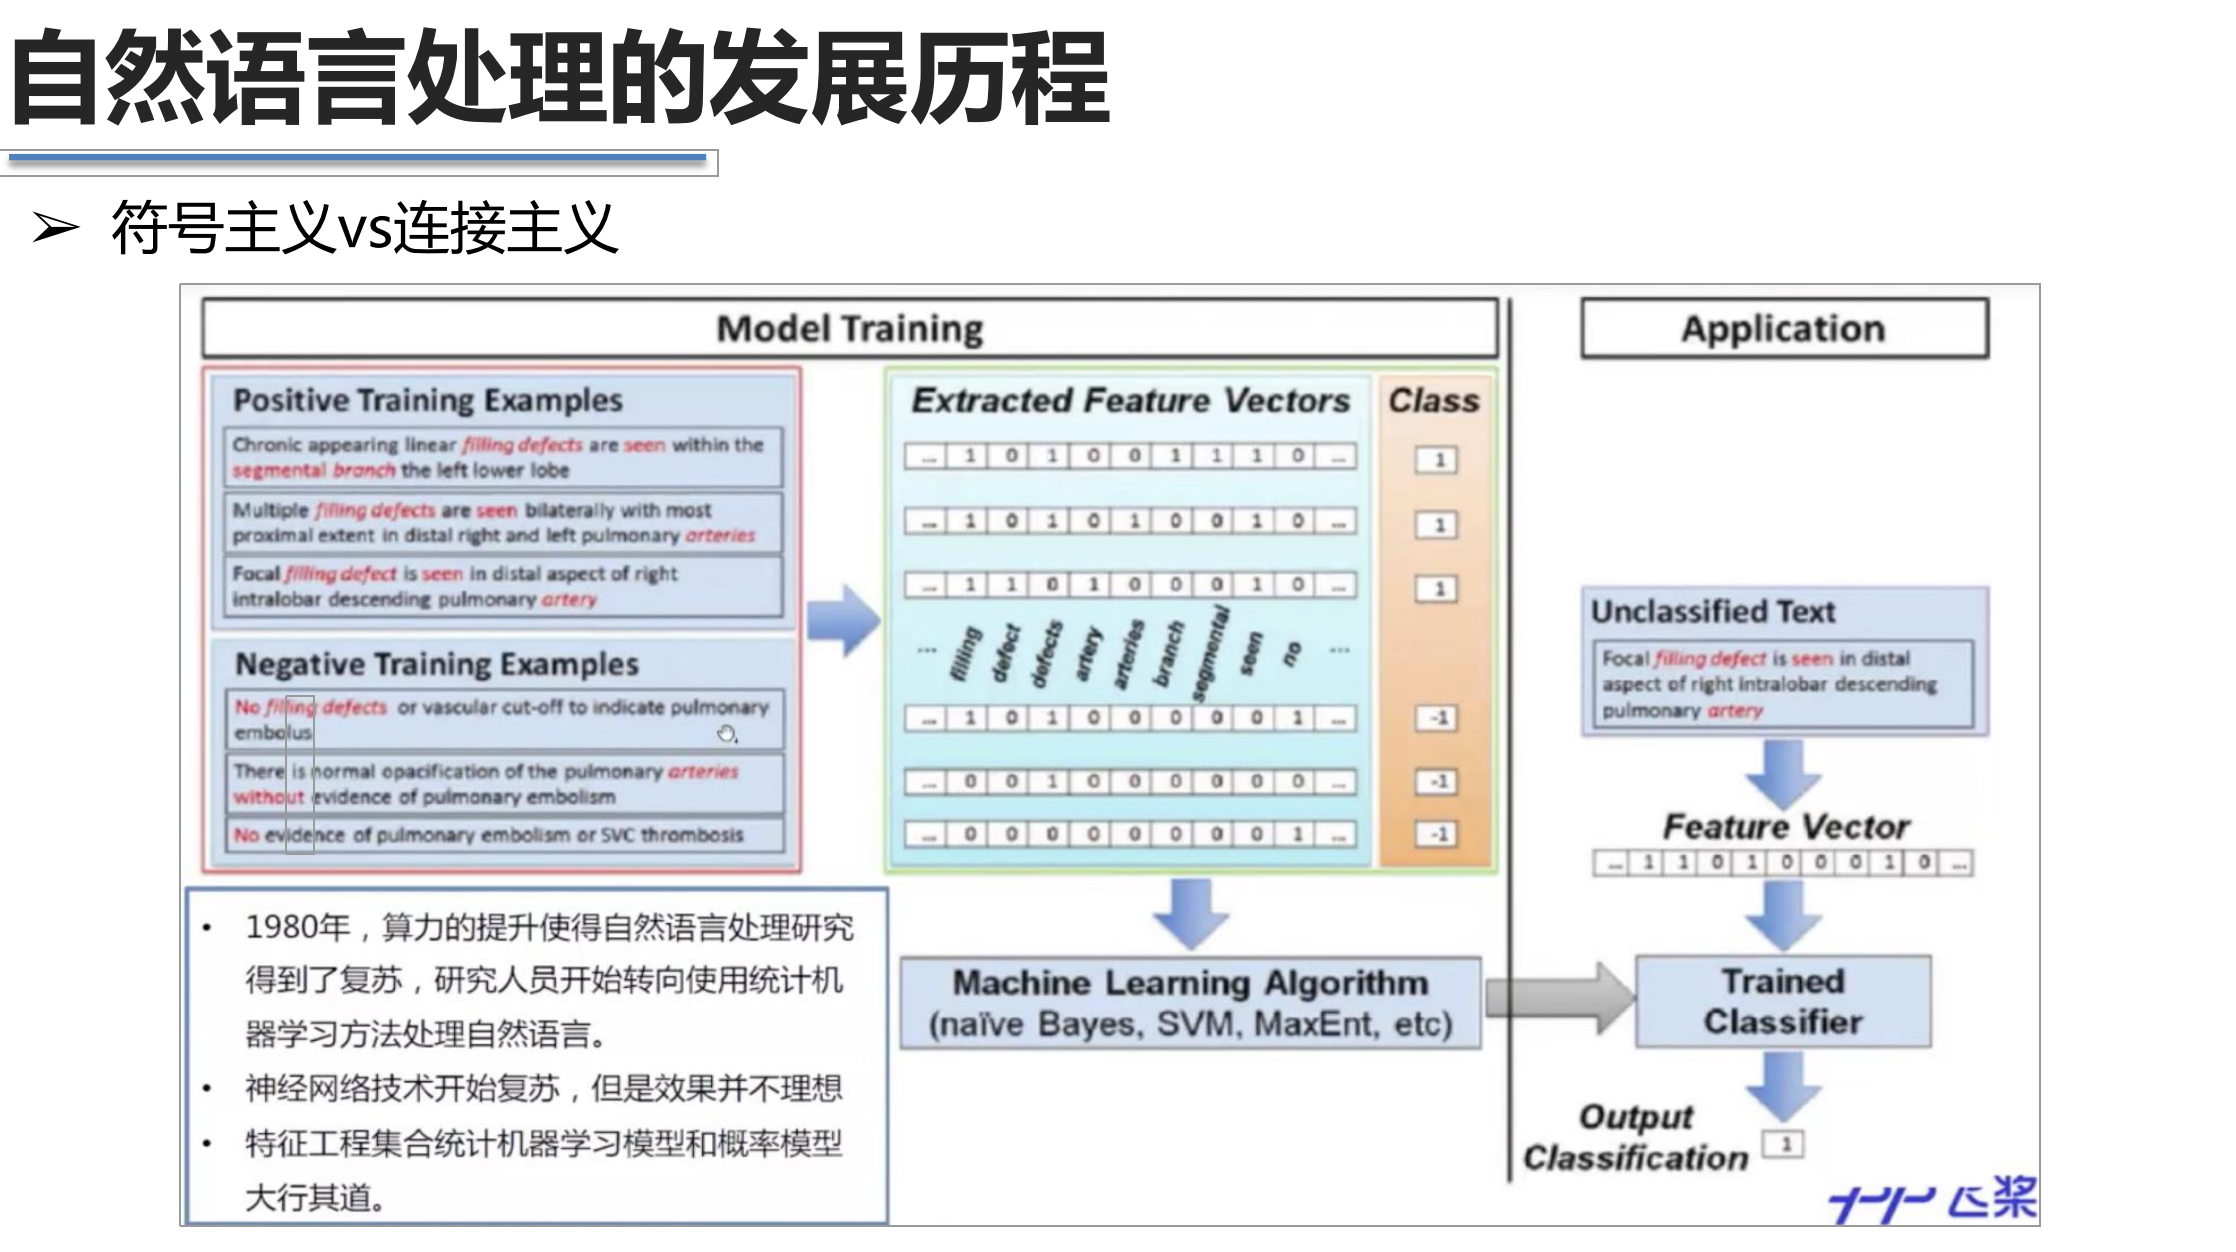 自然语言处理的发展历程
➢ 符号主义vs连接主义
Model Training
Positive Training Examples
Chronic appearing linear filling defects are seen within the
segmental branch the left lower lobe
Multiple filling defects are seen bilaterally with most
proximal extent in distal right and left pulmonary arteries
Focal filling defect is seen in distal aspect of right
intralobar descending pulmonary artery
Negative Training Examples
No filling defects or vascular cut-off to indicate pulmonary
embolus
There is normal opacification of the pulmonary arteries
without evidence of pulmonary embolism
No evidence of pulmonary embolism or SVC thrombosis
Extracted Feature Vectors Class
... 1 0 1 0 0 1 1 1 0 ... 1
... 1 0 1 0 1 0 0 1 0 ... 1
... 1 1 0 1 0 0 0 1 0 ... 1
... filling defect defects artery arteries branch segmental seen no ...
... 1 0 1 0 0 0 0 0 1 ... -1
... 0 0 1 0 0 0 0 0 0 ... -1
... 0 0 0 0 0 0 0 0 1 ... -1
Machine Learning Algorithm
(naïve Bayes, SVM, MaxEnt, etc)
• 1980年，算力的提升使得自然语言处理研究
得到了复苏，研究人员开始转向使用统计机
器学习方法处理自然语言。
• 神经网络技术开始复苏，但是效果并不理想
• 特征工程集合统计机器学习模型和概率模型
大行其道。
Application
Unclassified Text
Focal filling defect is seen in distal
aspect of right intralobar descending
pulmonary artery
Feature Vector
... 1 1 0 1 0 0 0 1 0 ...
Trained
Classifier
Output
Classification 1
飞桨